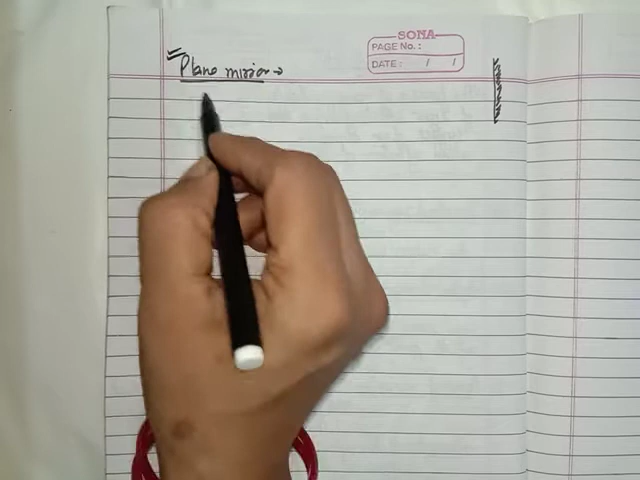 SONA
PAGE No.:
DATE: / /
Plane mirror →